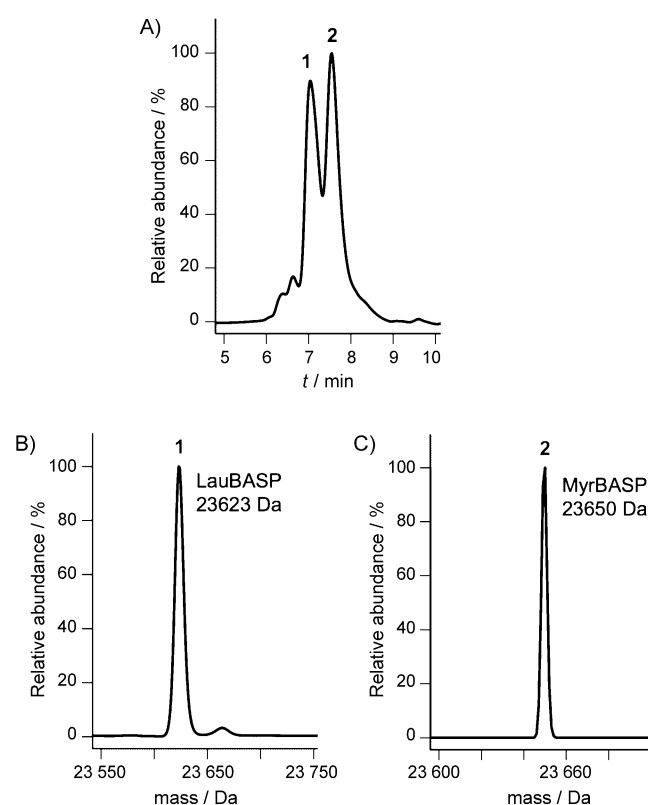 A)
1
2
Relative abundance / %
100
80
60
40
20
0
5 6 7 8 9 10
t / min
B)
1
LauBASP
23623 Da
Relative abundance / %
100
80
60
40
20
0
23 550 23 650 23 750
mass / Da
C)
2
MyrBASP
23650 Da
Relative abundance / %
100
80
60
40
20
0
23 600 23 660
mass / Da